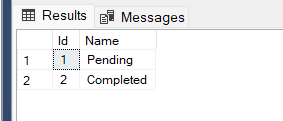 Results Messages
Id Name
1 1 Pending
2 2 Completed